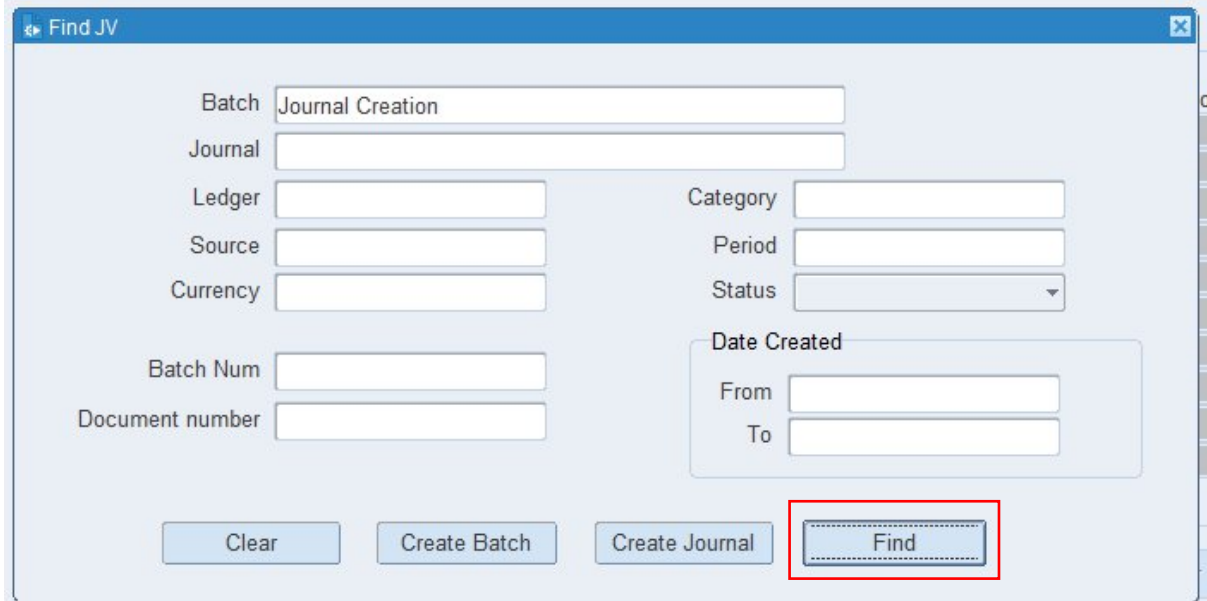 Find JV
Batch Journal Creation
Journal
Ledger
Category
Source
Period
Currency
Status
Date Created
Batch Num
From
Document number
To
Clear
Create Batch
Create Journal
Find